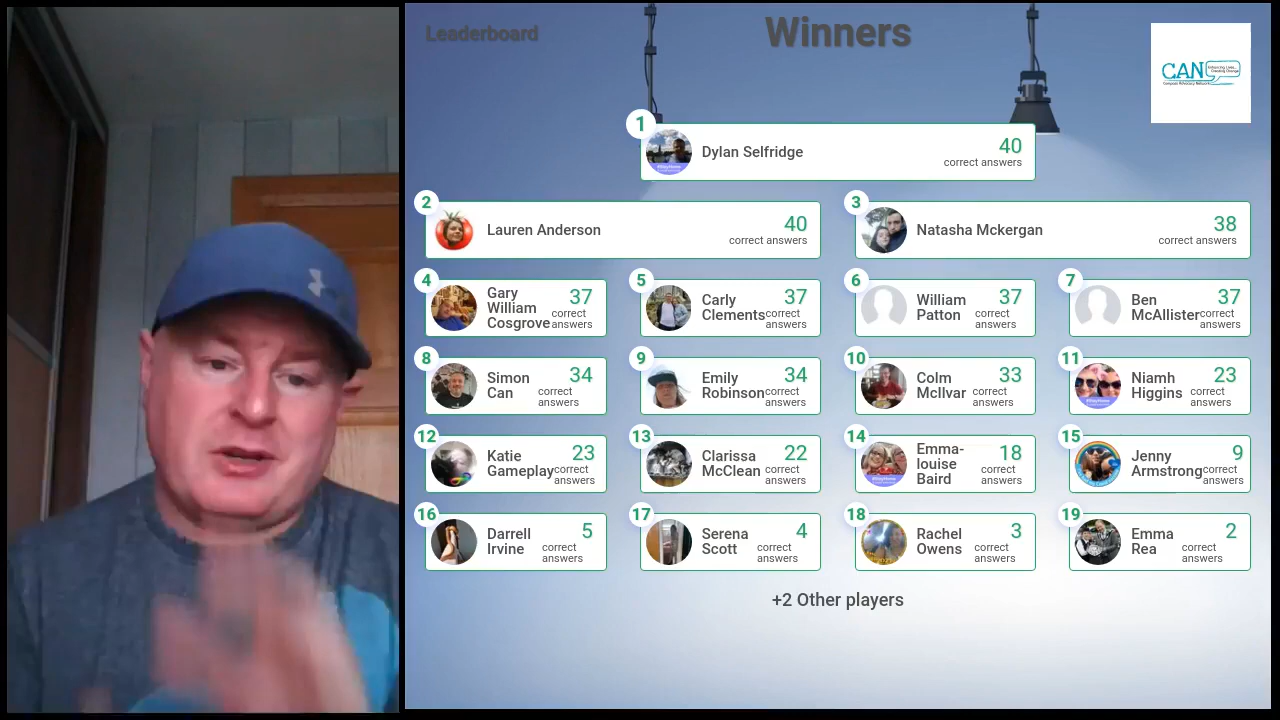 Leaderboard
Winners
CAN
Compass Advocacy Network
1
Dylan Selfridge
40
correct answers
2
Lauren Anderson
40
correct answers
3
Natasha Mckergan
38
correct answers
4
Gary
William
Cosgrove
37
correct
answers
5
Carly
Clements
37
correct
answers
6
William
Patton
37
correct
answers
7
Ben
McAllister
37
correct
answers
8
Simon
Can
34
correct
answers
9
Emily
Robinson
34
correct
answers
10
Colm
McIlvar
33
correct
answers
11
Niamh
Higgins
23
correct
answers
12
Katie
Gameplay
23
correct
answers
13
Clarissa
McClean
22
correct
answers
14
Emma-
louise
Baird
18
correct
answers
15
Jenny
Armstrong
9
correct
answers
16
Darrell
Irvine
5
correct
answers
17
Serena
Scott
4
correct
answers
18
Rachel
Owens
3
correct
answers
19
Emma
Rea
2
correct
answers
+2 Other players